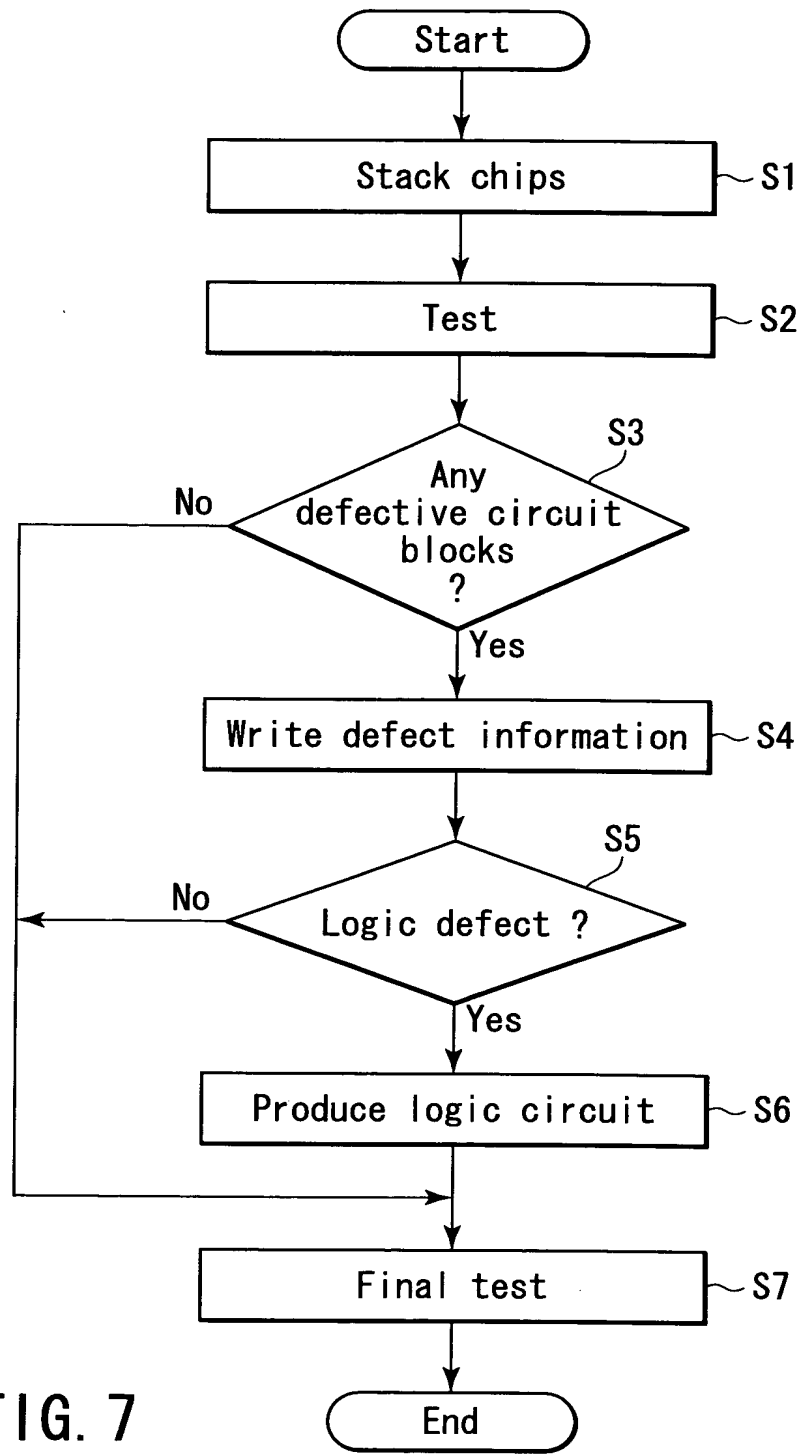 Start
Stack chips
S1
Test
S2
S3
Any
defective circuit
blocks
?
No
Yes
Write defect information
S4
S5
No
Logic defect ?
Yes
Produce logic circuit
S6
Final test
S7
End
FIG. 7